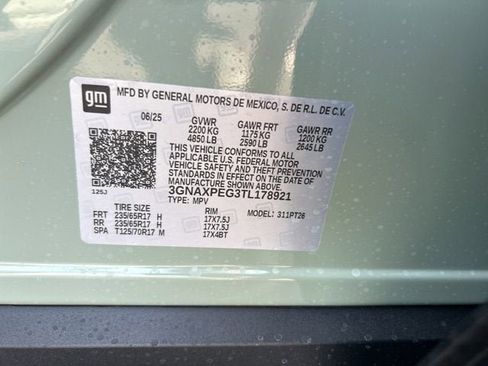 gm
MFD BY GENERAL MOTORS DE MEXICO, S. DE R.L. DE C.V.
06/25 GVWR GAWR FRT GAWR RR
2200 KG 1175 KG 1200 KG
4850 LB 2590 LB 2645 LB
THIS VEHICLE CONFORMS TO ALL
APPLICABLE U.S. FEDERAL MOTOR
VEHICLE SAFETY AND THEFT PREVENTION
STANDARDS IN EFFECT ON THE DATE OF
MANUFACTURE SHOWN ABOVE.
3GNAXPEG3TL178921
125J TYPE: MPV
TIRE SIZE RIM MODEL: 311PT26
FRT 235/65R17 H 17X7.5J
RR 235/65R17 H 17X7.5J
SPA T125/70R17 M 17X4BT